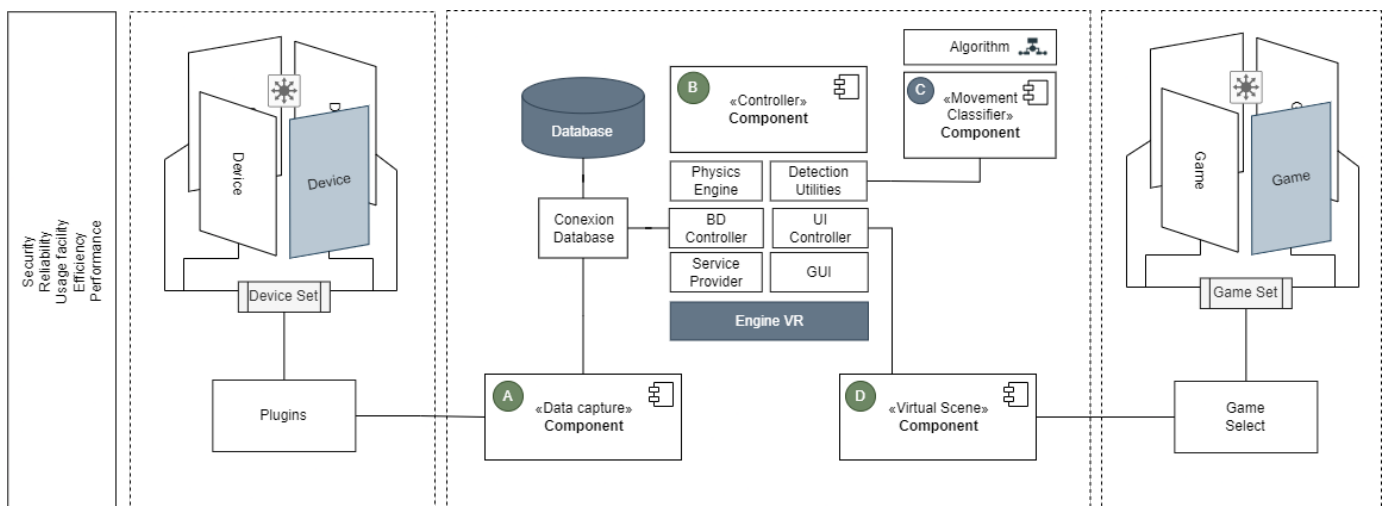 Security
Reliability
Usage facility
Efficiency
Performance
Device
Device
D
Device Set
Plugins
Database
Conexion
Database
A
«Data capture»
Component
B
«Controller»
Component
Physics
Engine
Detection
Utilities
BD
Controller
UI
Controller
Service
Provider
GUI
Engine VR
Algorithm
C
«Movement
Classifier»
Component
D
«Virtual Scene»
Component
Game
Game
Game Set
Game
Select